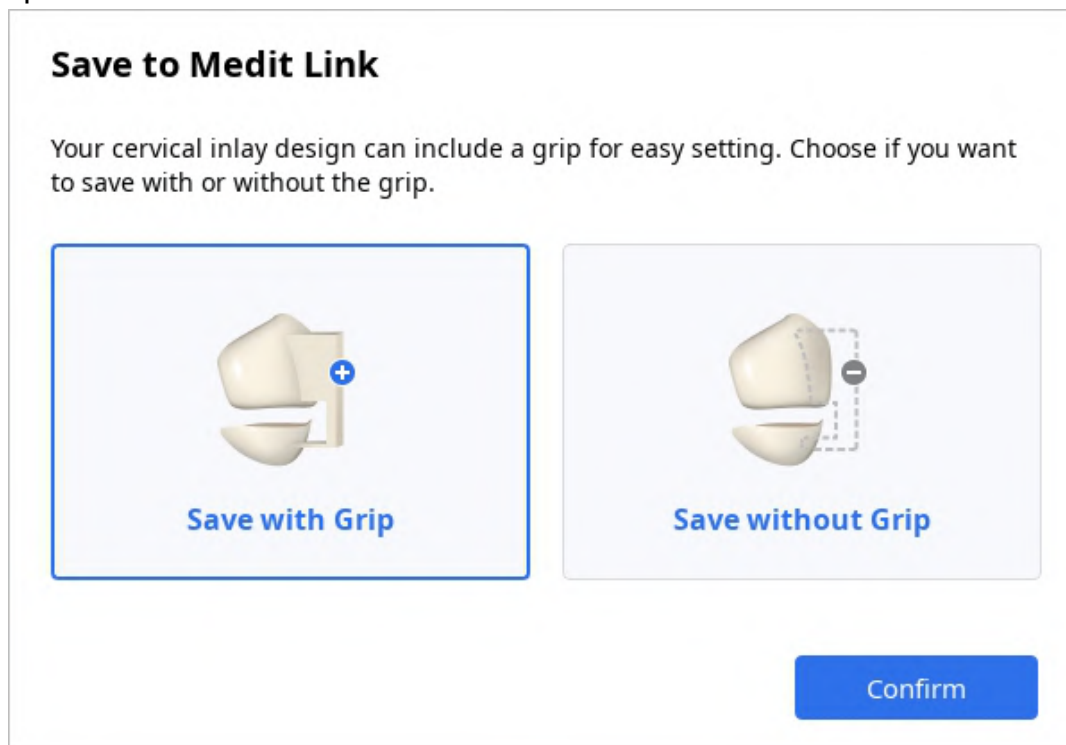 Save to Medit Link
Your cervical inlay design can include a grip for easy setting. Choose if you want
to save with or without the grip.
Save with Grip
Save without Grip
Confirm